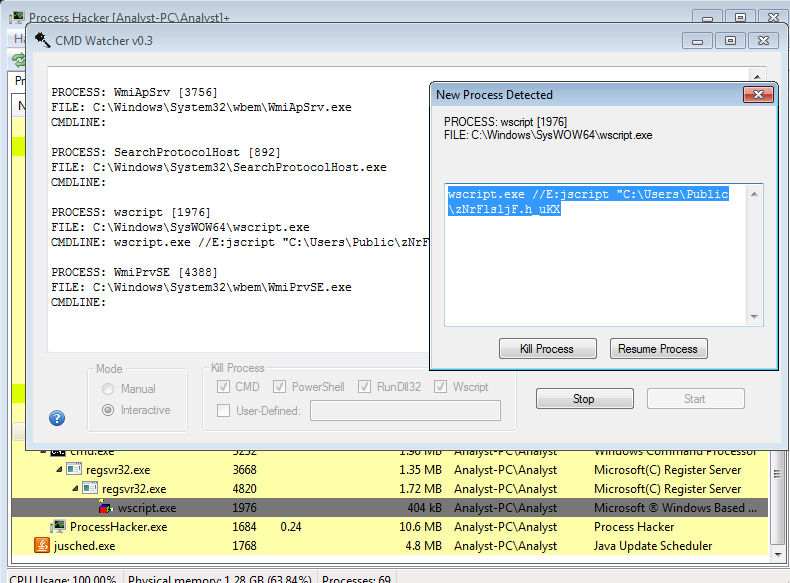 Process Hacker [Analyst-PC\Analyst]+
CMD Watcher v0.3
PROCESS: WmiApSrv [3756]
FILE: C:\Windows\System32\wbem\WmiApSrv.exe
CMDLINE:
PROCESS: SearchProtocolHost [892]
FILE: C:\Windows\System32\SearchProtocolHost.exe
CMDLINE:
PROCESS: wscript [1976]
FILE: C:\Windows\SysWOW64\wscript.exe
CMDLINE: wscript.exe //E:jscript "C:\Users\Public\zNrF
PROCESS: WmiPrvSE [4388]
FILE: C:\Windows\System32\wbem\WmiPrvSE.exe
CMDLINE:
New Process Detected
PROCESS: wscript [1976]
FILE: C:\Windows\SysWOW64\wscript.exe
wscript.exe //E:jscript "C:\Users\Public
\zNrFlsljF.h_uKX
Kill Process Resume Process
Mode
Manual
Interactive
Kill Process
CMD PowerShell RunDll32 Wscript
User-Defined:
Stop Start
cmd.exe 5252 1.96 MB Analyst-PC\Analyst Windows Command Processor
regsvr32.exe 3668 1.35 MB Analyst-PC\Analyst Microsoft(C) Register Server
regsvr32.exe 4820 1.72 MB Analyst-PC\Analyst Microsoft(C) Register Server
wscript.exe 1976 404 kB Analyst-PC\Analyst Microsoft ® Windows Based ...
ProcessHacker.exe 1684 0.24 10.6 MB Analyst-PC\Analyst Process Hacker
jusched.exe 1768 4.8 MB Analyst-PC\Analyst Java Update Scheduler
CPU Usage: 100.00% Physical memory: 1.28 GB (63.84%) Processes: 69